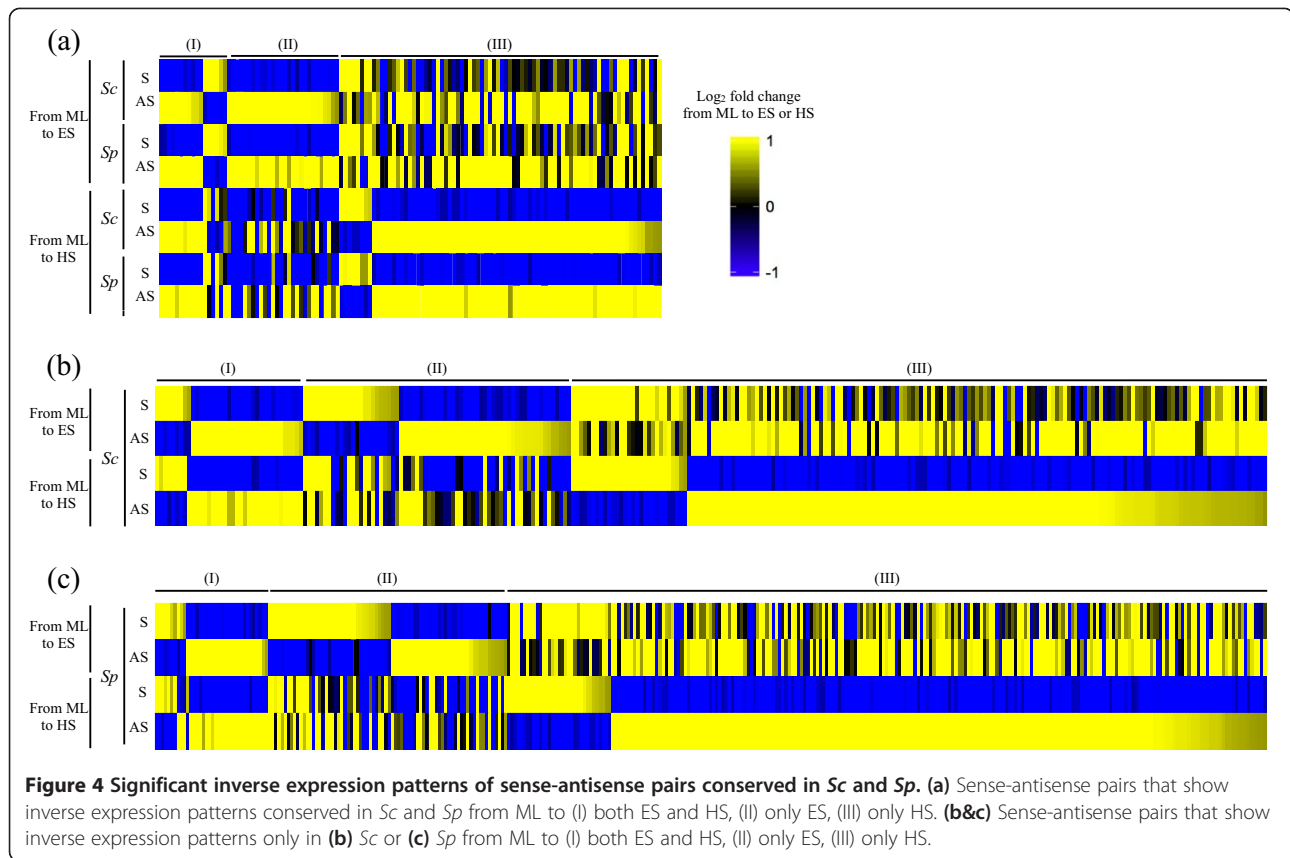 (a)
(I) (II) (III)
From ML
to ES
Sc
S
AS
Sp
S
AS
From ML
to HS
Sc
S
AS
Sp
S
AS
Log₂ fold change
from ML to ES or HS
1
0
-1
(b)
(I) (II) (III)
From ML
to ES
S
AS
Sc
From ML
to HS
S
AS
(c)
(I) (II) (III)
From ML
to ES
S
AS
Sp
From ML
to HS
S
AS
Figure 4 Significant inverse expression patterns of sense-antisense pairs conserved in Sc and Sp. (a) Sense-antisense pairs that show
inverse expression patterns conserved in Sc and Sp from ML to (I) both ES and HS, (II) only ES, (III) only HS. (b&c) Sense-antisense pairs that show
inverse expression patterns only in (b) Sc or (c) Sp from ML to (I) both ES and HS, (II) only ES, (III) only HS.